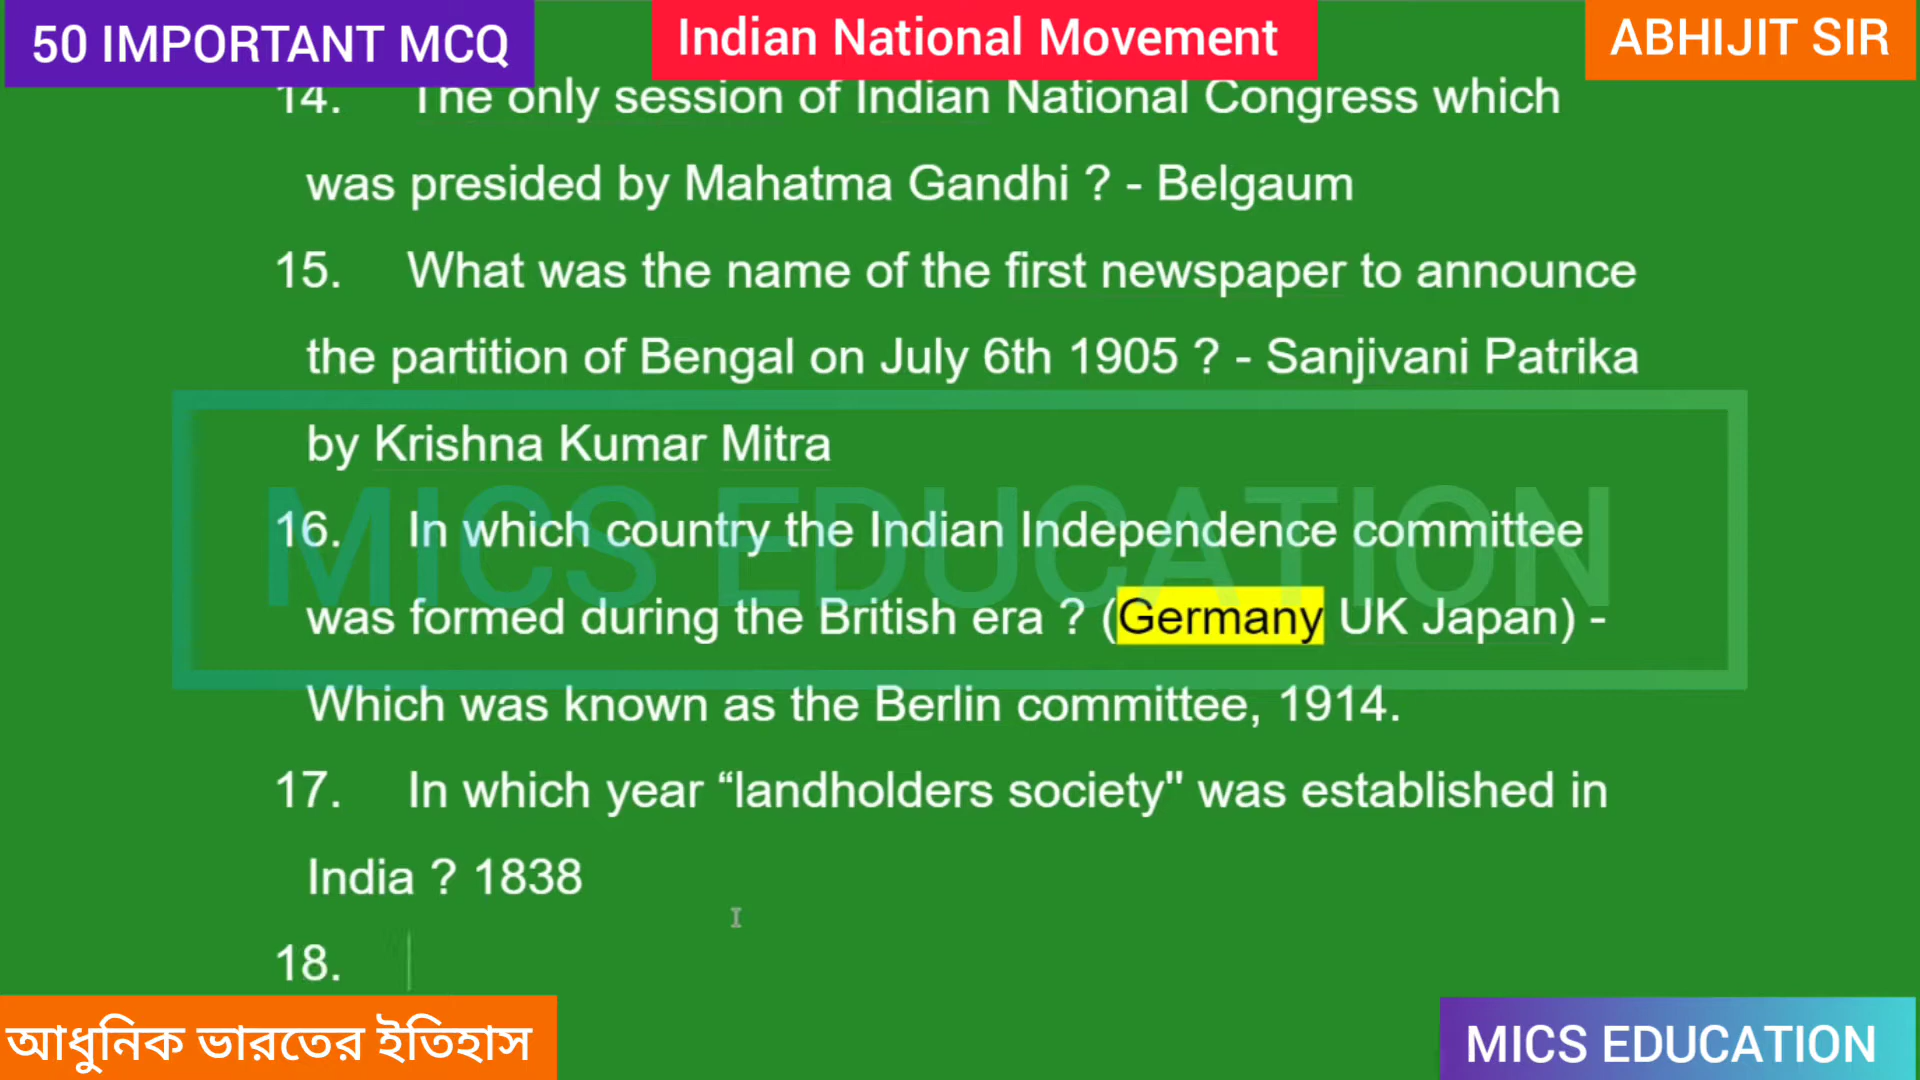 50 IMPORTANT MCQ
Indian National Movement
ABHIJIT SIR
14. The only session of Indian National Congress which
was presided by Mahatma Gandhi ? - Belgaum
15. What was the name of the first newspaper to announce
the partition of Bengal on July 6th 1905 ? - Sanjivani Patrika
by Krishna Kumar Mitra
MICS EDUCATION
16. In which country the Indian Independence committee
was formed during the British era ? (Germany UK Japan) -
Which was known as the Berlin committee, 1914.
17. In which year “landholders society" was established in
India ? 1838
18.
আধুনিক ভারতের ইতিহাস
MICS EDUCATION